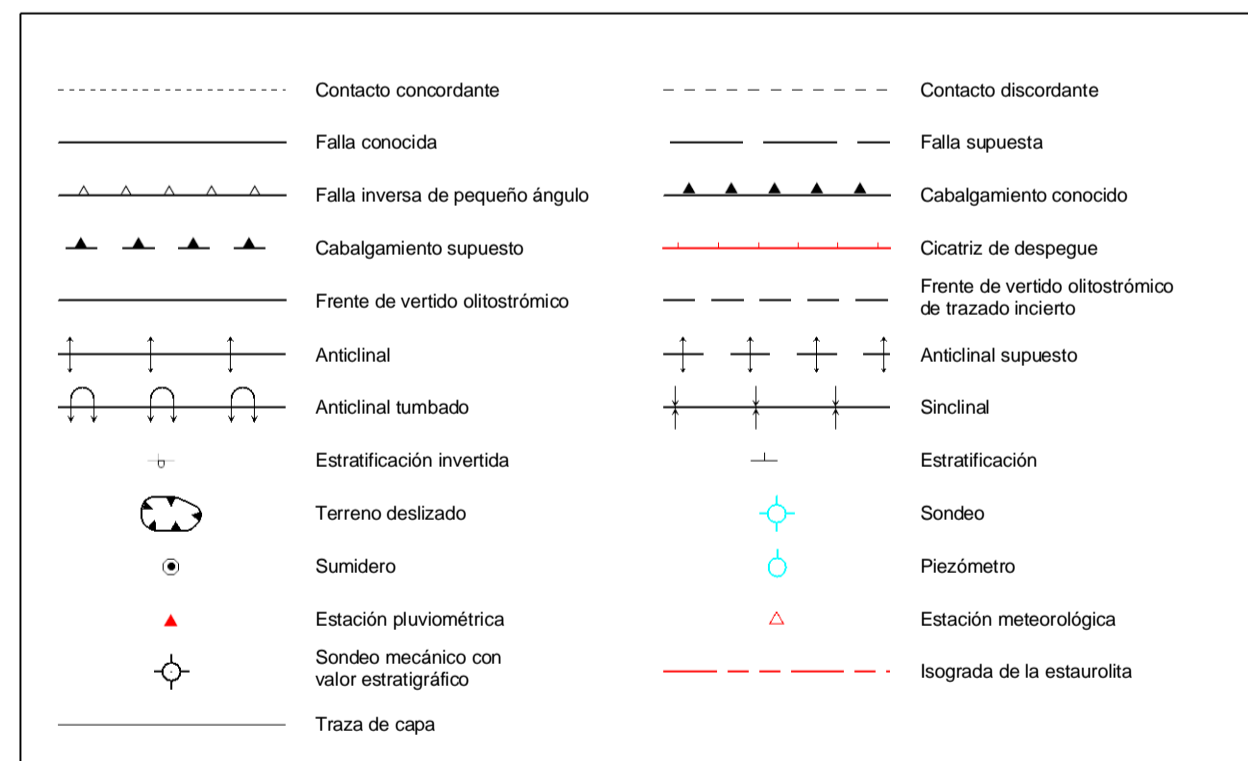 Contacto concordante
Contacto discordante
Falla conocida
Falla supuesta
Falla inversa de pequeño ángulo
Cabalgamiento conocido
Cabalgamiento supuesto
Cicatriz de despegue
Frente de vertido olitostrómico
Frente de vertido olitostrómico
de trazado incierto
Anticlinal
Anticlinal supuesto
Anticlinal tumbado
Sinclinal
Estratificación invertida
Estratificación
Terreno deslizado
Sondeo
Sumidero
Piezómetro
Estación pluviométrica
Estación meteorológica
Sondeo mecánico con
valor estratigráfico
Isograda de la estaurolita
Traza de capa